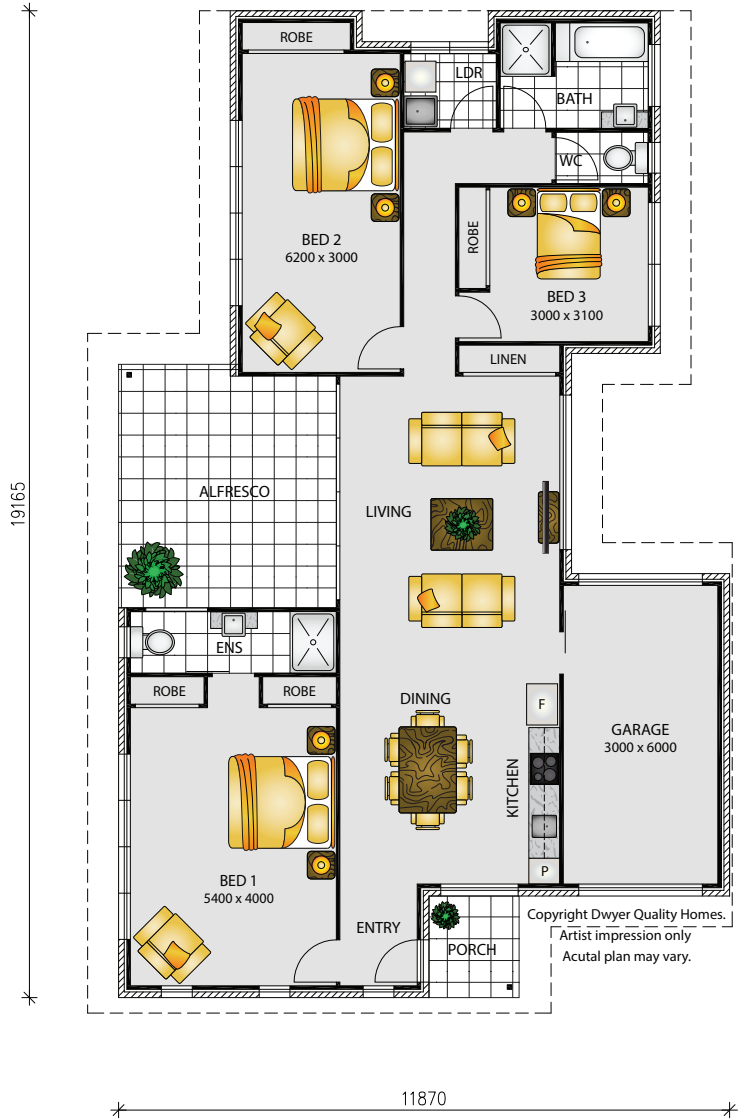 ROBE
LDR
BATH
WC
BED 2
6200 x 3000
ROBE
BED 3
3000 x 3100
LINEN
ALFRESCO
LIVING
19165
ENS
ROBE
ROBE
DINING
F
GARAGE
3000 x 6000
KITCHEN
P
BED 1
5400 x 4000
ENTRY
PORCH
Copyright Dwyer Quality Homes.
Artist impression only
Acutal plan may vary.
11870